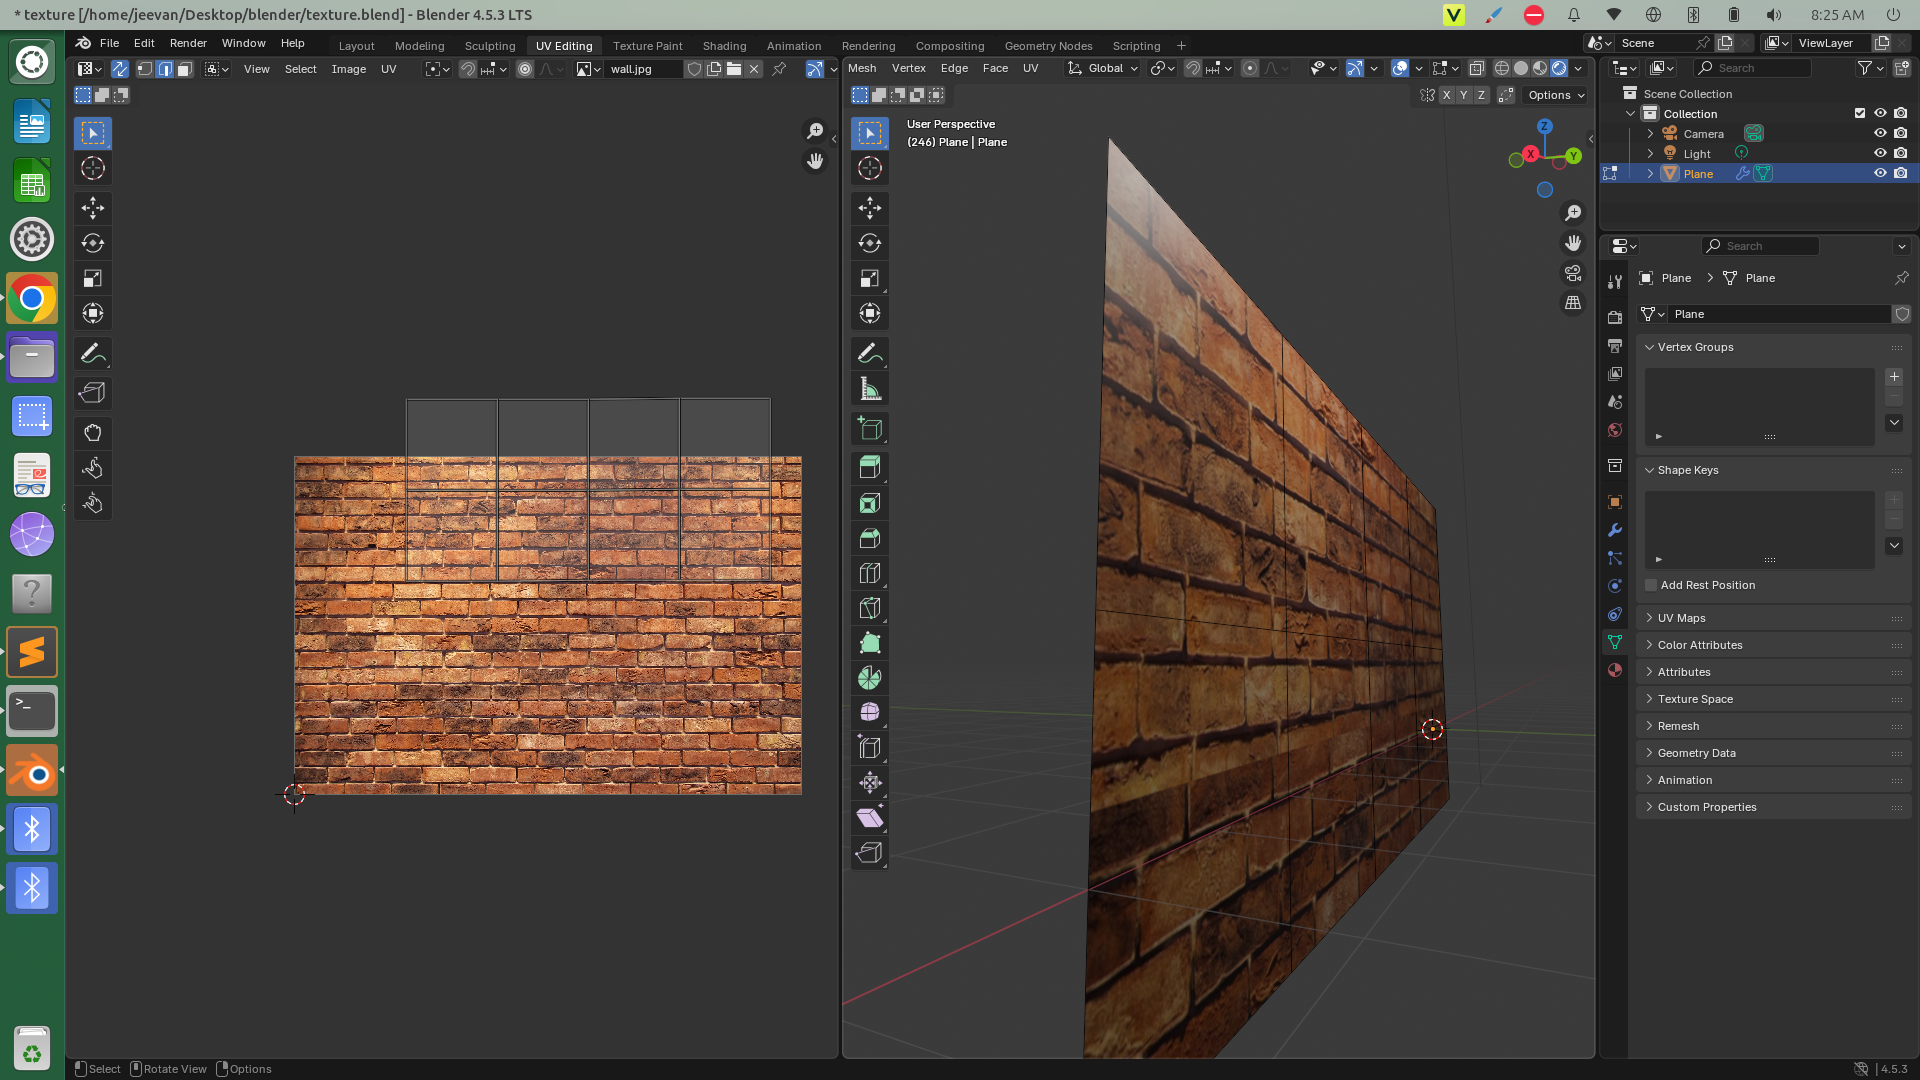 * texture [/home/jeevan/Desktop/blender/texture.blend] - Blender 4.5.3 LTS
V
8:25 AM
File Edit Render Window Help
Layout Modeling Sculpting UV Editing Texture Paint Shading Animation Rendering Compositing Geometry Nodes Scripting +
Scene
ViewLayer
View Select Image UV
wall.jpg
Mesh Vertex Edge Face UV
Global
Search
X Y Z
Options
Scene Collection
Collection
Camera
Light
Plane
User Perspective
(246) Plane | Plane
Z
X
Y
Search
Plane > Plane
Plane
Vertex Groups
Shape Keys
Add Rest Position
UV Maps
Color Attributes
Attributes
Texture Space
Remesh
Geometry Data
Animation
Custom Properties
Select Rotate View Options
4.5.3